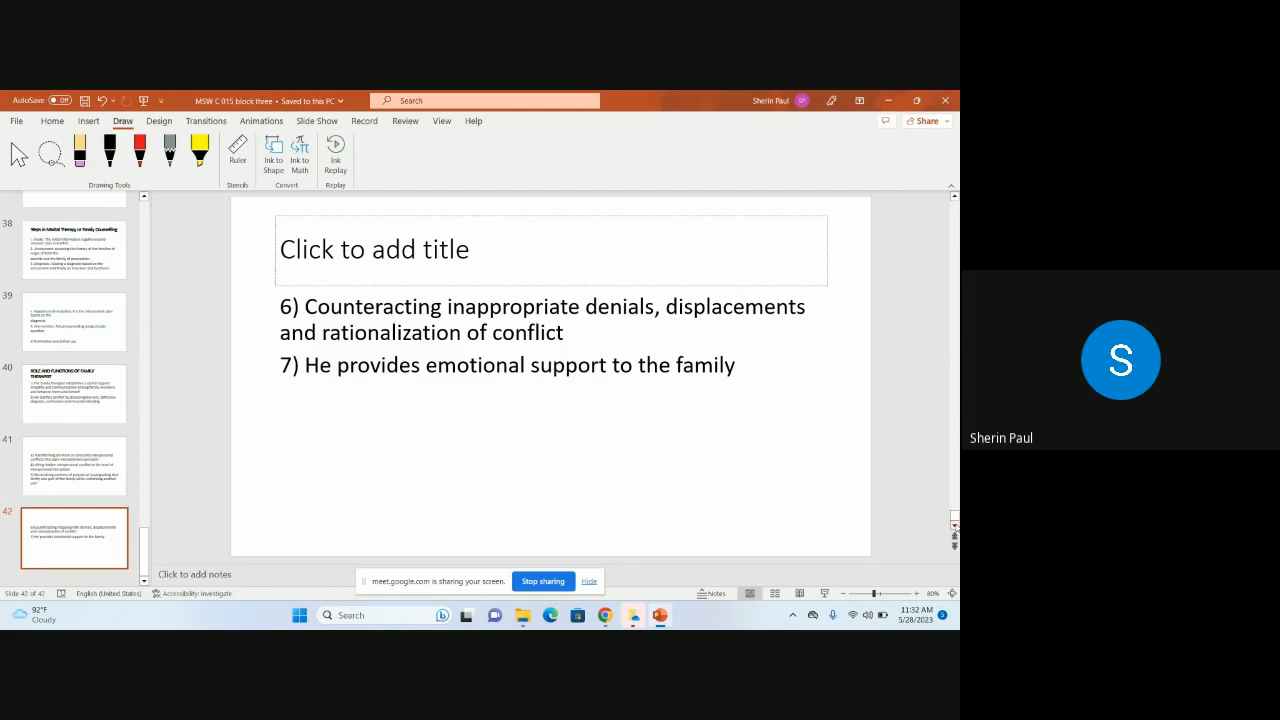 AutoSave Off
MSW C 015 block three • Saved to this PC
Search
Sherin Paul SP
File Home Insert Draw Design Transitions Animations Slide Show Record Review View Help
Share
Ruler
Ink to Shape
Ink to Math
Ink Replay
Drawing Tools
Stencils
Convert
Replay
38
Steps in Marital Therapy or Family Counselling
39
40
ROLE AND FUNCTIONS OF FAMILY
THERAPIST
41
42
Click to add title
6) Counteracting inappropriate denials, displacements
and rationalization of conflict
7) He provides emotional support to the family
Click to add notes
meet.google.com is sharing your screen.
Stop sharing
Hide
Slide 42 of 42
English (United States)
Accessibility: Investigate
Notes
80%
92°F
Cloudy
Search
11:32 AM
5/28/2023
5
S
Sherin Paul